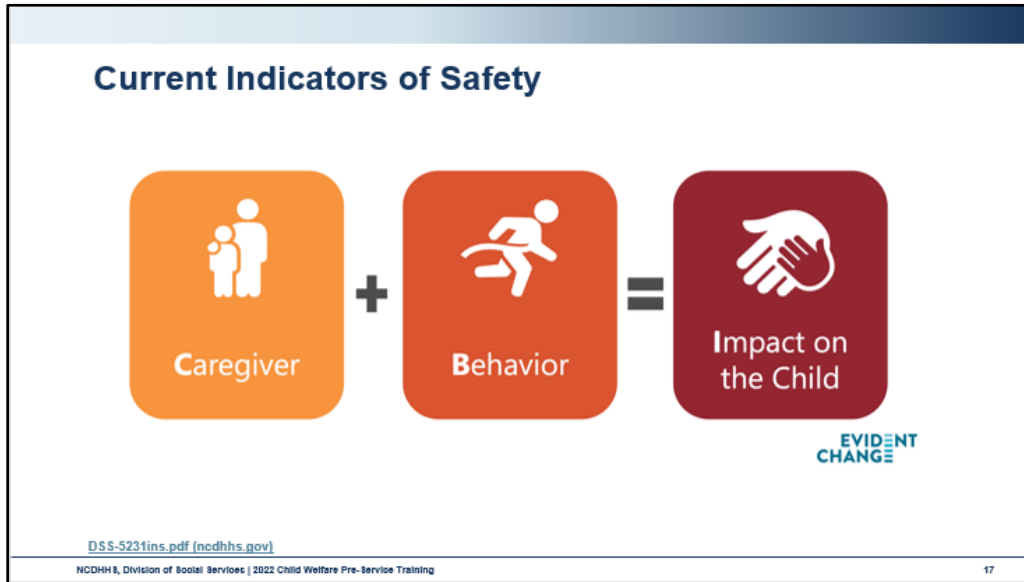 Current Indicators of Safety
Caregiver
+
Behavior
=
Impact on
the Child
EVIDENT
CHANGE
DSS-5231ins.pdf (ncdhhs.gov)
NCDHHS, Division of Social Services | 2022 Child Welfare Pre-Service Training
17